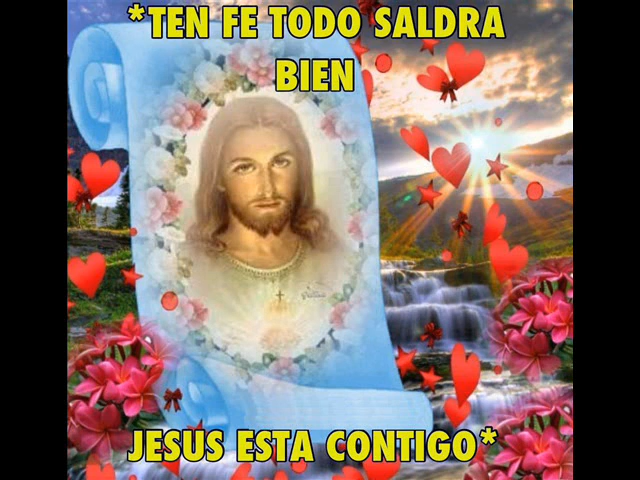 *TEN FE TODO SALDRA
BIEN
JESUS ESTA CONTIGO*